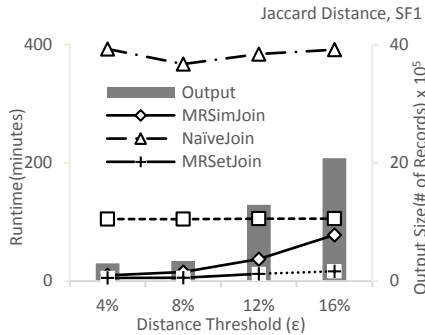 Jaccard Distance, SF1
400
40
Output
MRSimJoin
NaïveJoin
MRSetJoin
200
20
0
0
4%
8%
12%
16%
Distance Threshold (ε)
Runtime(minutes)
Output Size(# of Records) x 10⁵